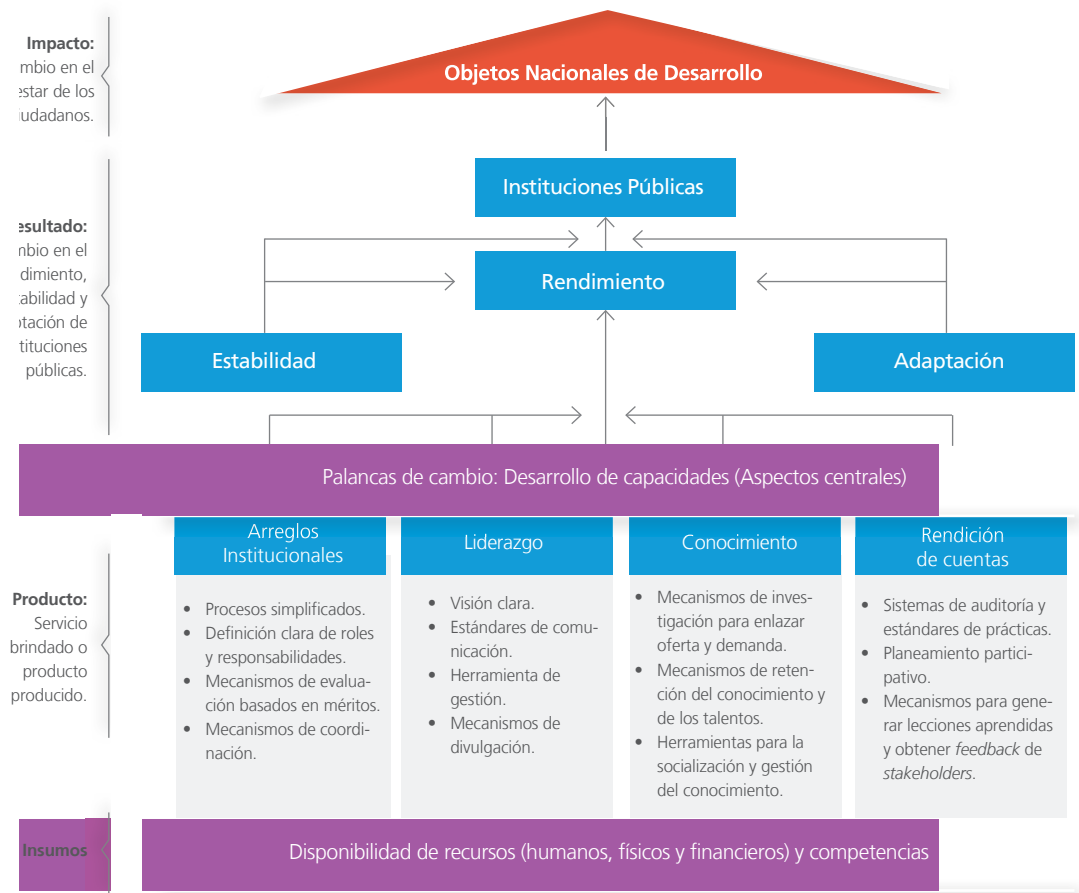 Impacto:
mbio en el
estar de los
iudadanos.
Objetos Nacionales de Desarrollo
Instituciones Públicas
esultado:
mbio en el
dimiento,
tabilidad y
ptación de
tituciones
públicas.
Rendimiento
Estabilidad
Adaptación
Palancas de cambio: Desarrollo de capacidades (Aspectos centrales)
Producto:
Servicio
brindado o
producto
producido.
Arreglos
Institucionales
• Procesos simplificados.
• Definición clara de roles
y responsabilidades.
• Mecanismos de evalua-
ción basados en méritos.
• Mecanismos de coordi-
nación.
Liderazgo
• Visión clara.
• Estándares de comu-
nicación.
• Herramienta de
gestión.
• Mecanismos de
divulgación.
Conocimiento
• Mecanismos de inves-
tigación para enlazar
oferta y demanda.
• Mecanismos de reten-
ción del conocimiento y
de los talentos.
• Herramientas para la
socialización y gestión
del conocimiento.
Rendición
de cuentas
• Sistemas de auditoría y
estándares de prácticas.
• Planeamiento partici-
pativo.
• Mecanismos para gene-
rar lecciones aprendidas
y obtener feedback de
stakeholders.
Insumos
Disponibilidad de recursos (humanos, físicos y financieros) y competencias